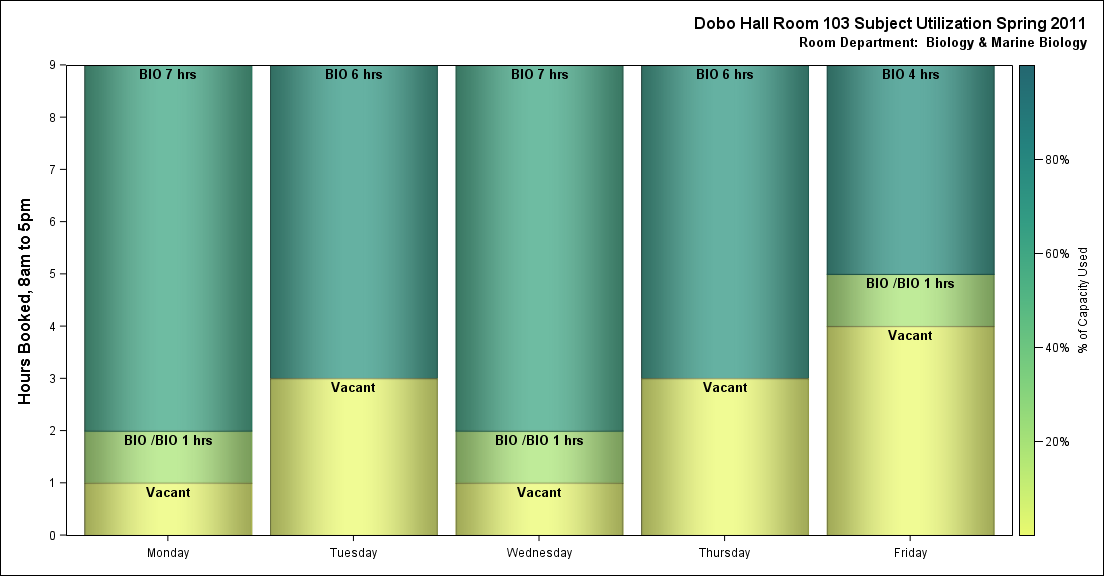 Dobo Hall Room 103 Subject Utilization Spring 2011
Room Department: Biology & Marine Biology
Hours Booked, 8am to 5pm
9
8
7
6
5
4
3
2
1
0
BIO 7 hrs
BIO /BIO 1 hrs
Vacant
BIO 6 hrs
Vacant
BIO 7 hrs
BIO /BIO 1 hrs
Vacant
BIO 6 hrs
Vacant
BIO 4 hrs
BIO /BIO 1 hrs
Vacant
Monday
Tuesday
Wednesday
Thursday
Friday
80%
60%
40%
20%
% of Capacity Used